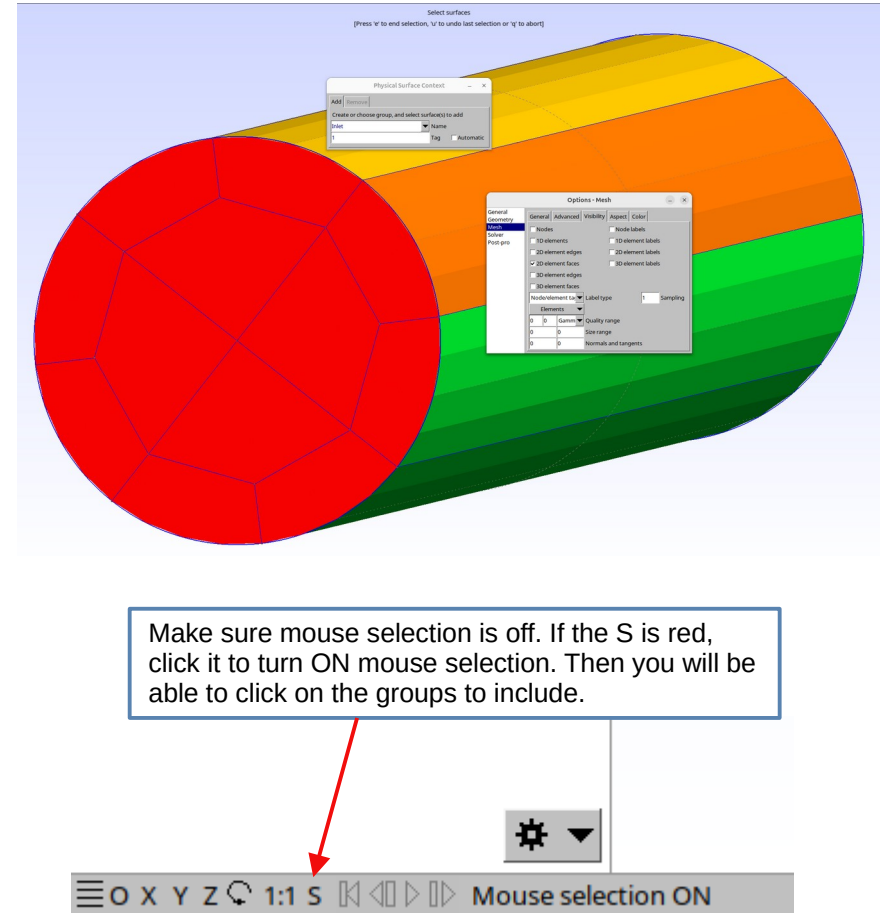 Select surfaces
[Press 'e' to end selection, 'u' to undo last selection or 'q' to abort]
Physical Surface Context
Add Remove
Create or choose group, and select surface(s) to add
Inlet Name
1 Tag Automatic
Options - Mesh
General
Geometry
Mesh
Solver
Post-pro
General Advanced Visibility Aspect Color
Nodes Node labels
1D elements 1D element labels
2D element edges 2D element labels
2D element faces 3D element labels
3D element edges
3D element faces
Node/element ta Label type 1 Sampling
Elements
0 0 Gamm Quality range
0 0 Size range
0 0 Normals and tangents
Make sure mouse selection is off. If the S is red,
click it to turn ON mouse selection. Then you will be
able to click on the groups to include.
O X Y Z 1:1 S Mouse selection ON